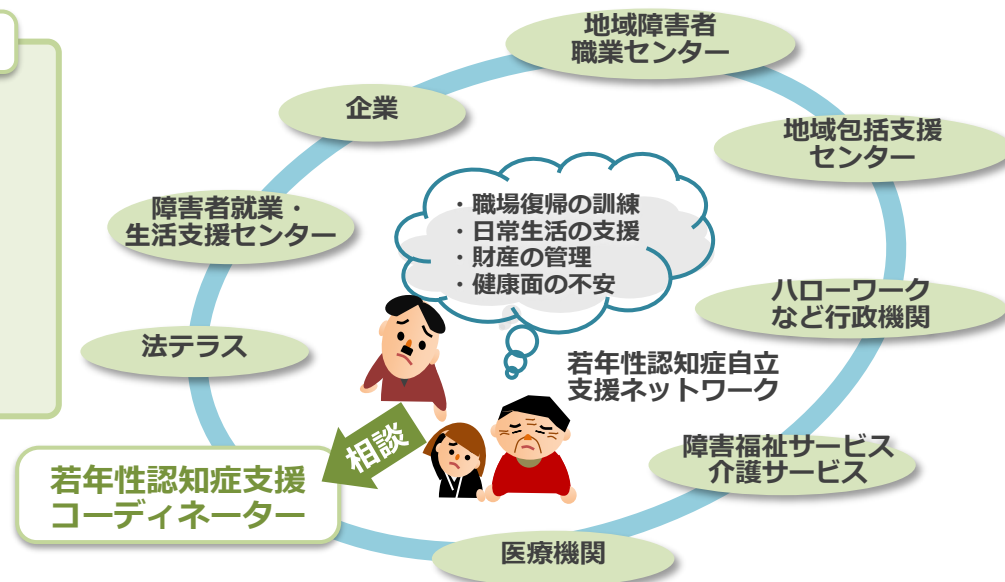 地域障害者
職業センター
企業
地域包括支援
センター
・職場復帰の訓練
・日常生活の支援
・財産の管理
・健康面の不安
障害者就業・
生活支援センター
ハローワーク
など行政機関
法テラス
若年性認知症自立
支援ネットワーク
相談
障害福祉サービス
介護サービス
若年性認知症支援
コーディネーター
医療機関